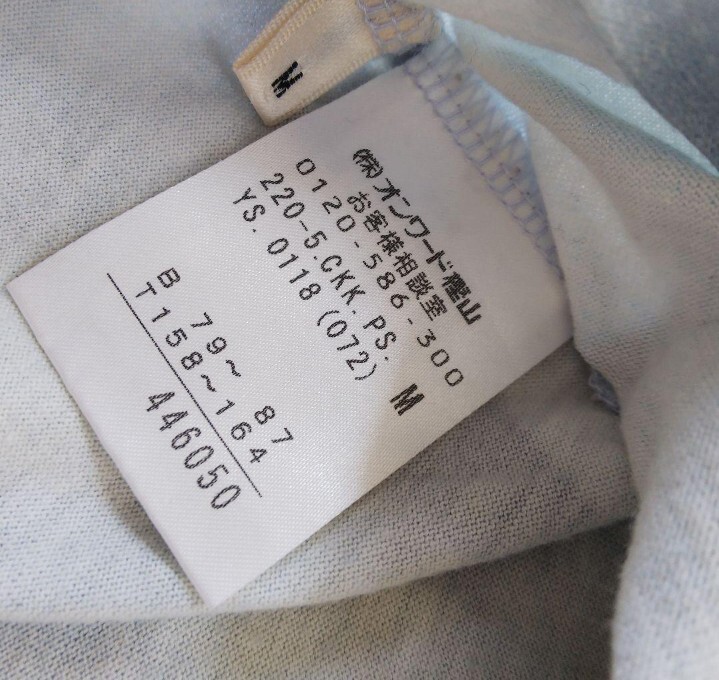 M
(株)オンワード樫山
お客様相談室
0120-586-300
220-5.CKK.PS.
YS.0118(072) M
B 79~ 87
T158~164
446050